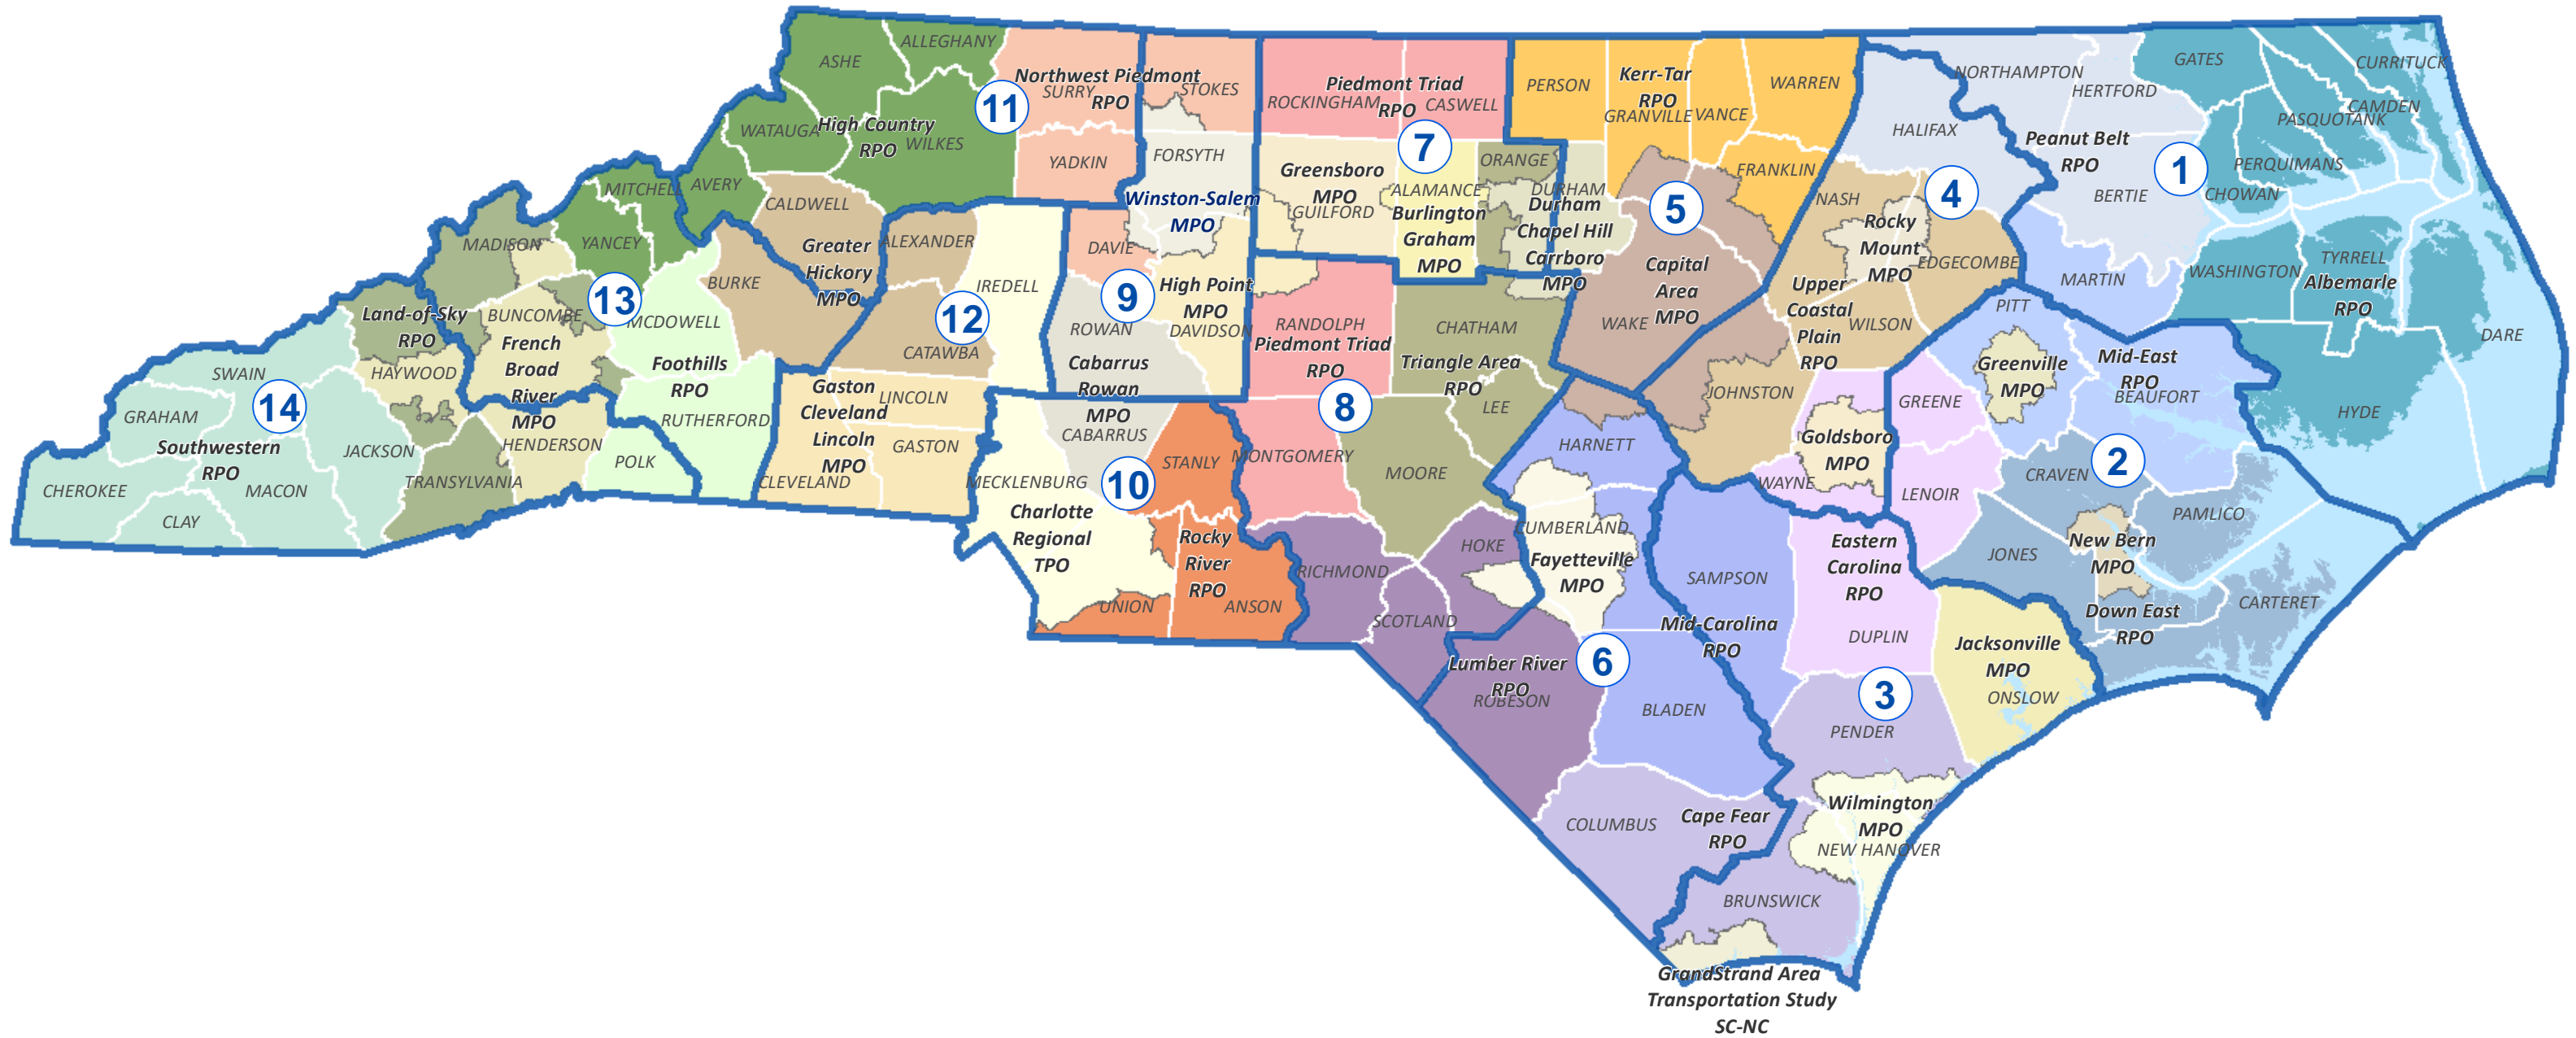 ASHE
ALLEGHANY
Northwest Piedmont
RPO
SURRY
STOKES
11
WATAUGA
High Country
RPO
WILKES
YADKIN
FORSYTH
Winston-Salem
MPO
MITCHELL
AVERY
CALDWELL
Piedmont Triad
RPO
ROCKINGHAM
CASWELL
7
Greensboro
MPO
GUILFORD
ALAMANCE
Burlington
Graham
MPO
ORANGE
DURHAM
Durham
Chapel Hill
Carrboro
MPO
PERSON
Kerr-Tar
RPO
GRANVILLE
VANCE
WARREN
FRANKLIN
5
Capital
Area
MPO
WAKE
NORTHAMPTON
HERTFORD
HALIFAX
Peanut Belt
RPO
BERTIE
1
GATES
CURRITUCK
CAMDEN
PASQUOTANK
PERQUIMANS
CHOWAN
4
NASH
Rocky
Mount
MPO
EDGECOMBE
Upper
Coastal
Plain
RPO
WILSON
MARTIN
WASHINGTON
TYRRELL
Albemarle
RPO
DARE
HYDE
MADISON
YANCEY
13
BUNCOMBE
French
Broad
River
MPO
MCDOWELL
BURKE
Greater
Hickory
MPO
ALEXANDER
IREDELL
12
CATAWBA
DAVIE
9
High Point
MPO
DAVIDSON
ROWAN
Cabarrus
Rowan
MPO
CABARRUS
Land-of-Sky
RPO
HAYWOOD
SWAIN
14
GRAHAM
Southwestern
RPO
JACKSON
CHEROKEE
MACON
CLAY
TRANSYLVANIA
HENDERSON
Foothills
RPO
RUTHERFORD
POLK
Gaston
Cleveland
Lincoln
MPO
LINCOLN
GASTON
CLEVELAND
MECKLENBURG
10
STANLY
Charlotte
Regional
TPO
Rocky
River
RPO
UNION
ANSON
RANDOLPH
Piedmont Triad
RPO
8
CHATHAM
Triangle Area
RPO
LEE
MONTGOMERY
MOORE
RICHMOND
HOKE
SCOTLAND
HARNETT
CUMBERLAND
Fayetteville
MPO
JOHNSTON
Goldsboro
MPO
WAYNE
PITT
Greenville
MPO
Mid-East
RPO
BEAUFORT
GREENE
LENOIR
CRAVEN
2
PAMLICO
JONES
New Bern
MPO
Down East
RPO
CARTERET
SAMPSON
Eastern
Carolina
RPO
DUPLIN
Mid-Carolina
RPO
6
Lumber River
RPO
ROBESON
BLADEN
Jacksonville
MPO
ONSLOW
3
PENDER
COLUMBUS
Cape Fear
RPO
Wilmington
MPO
NEW HANOVER
BRUNSWICK
GrandStrand Area
Transportation Study
SC-NC